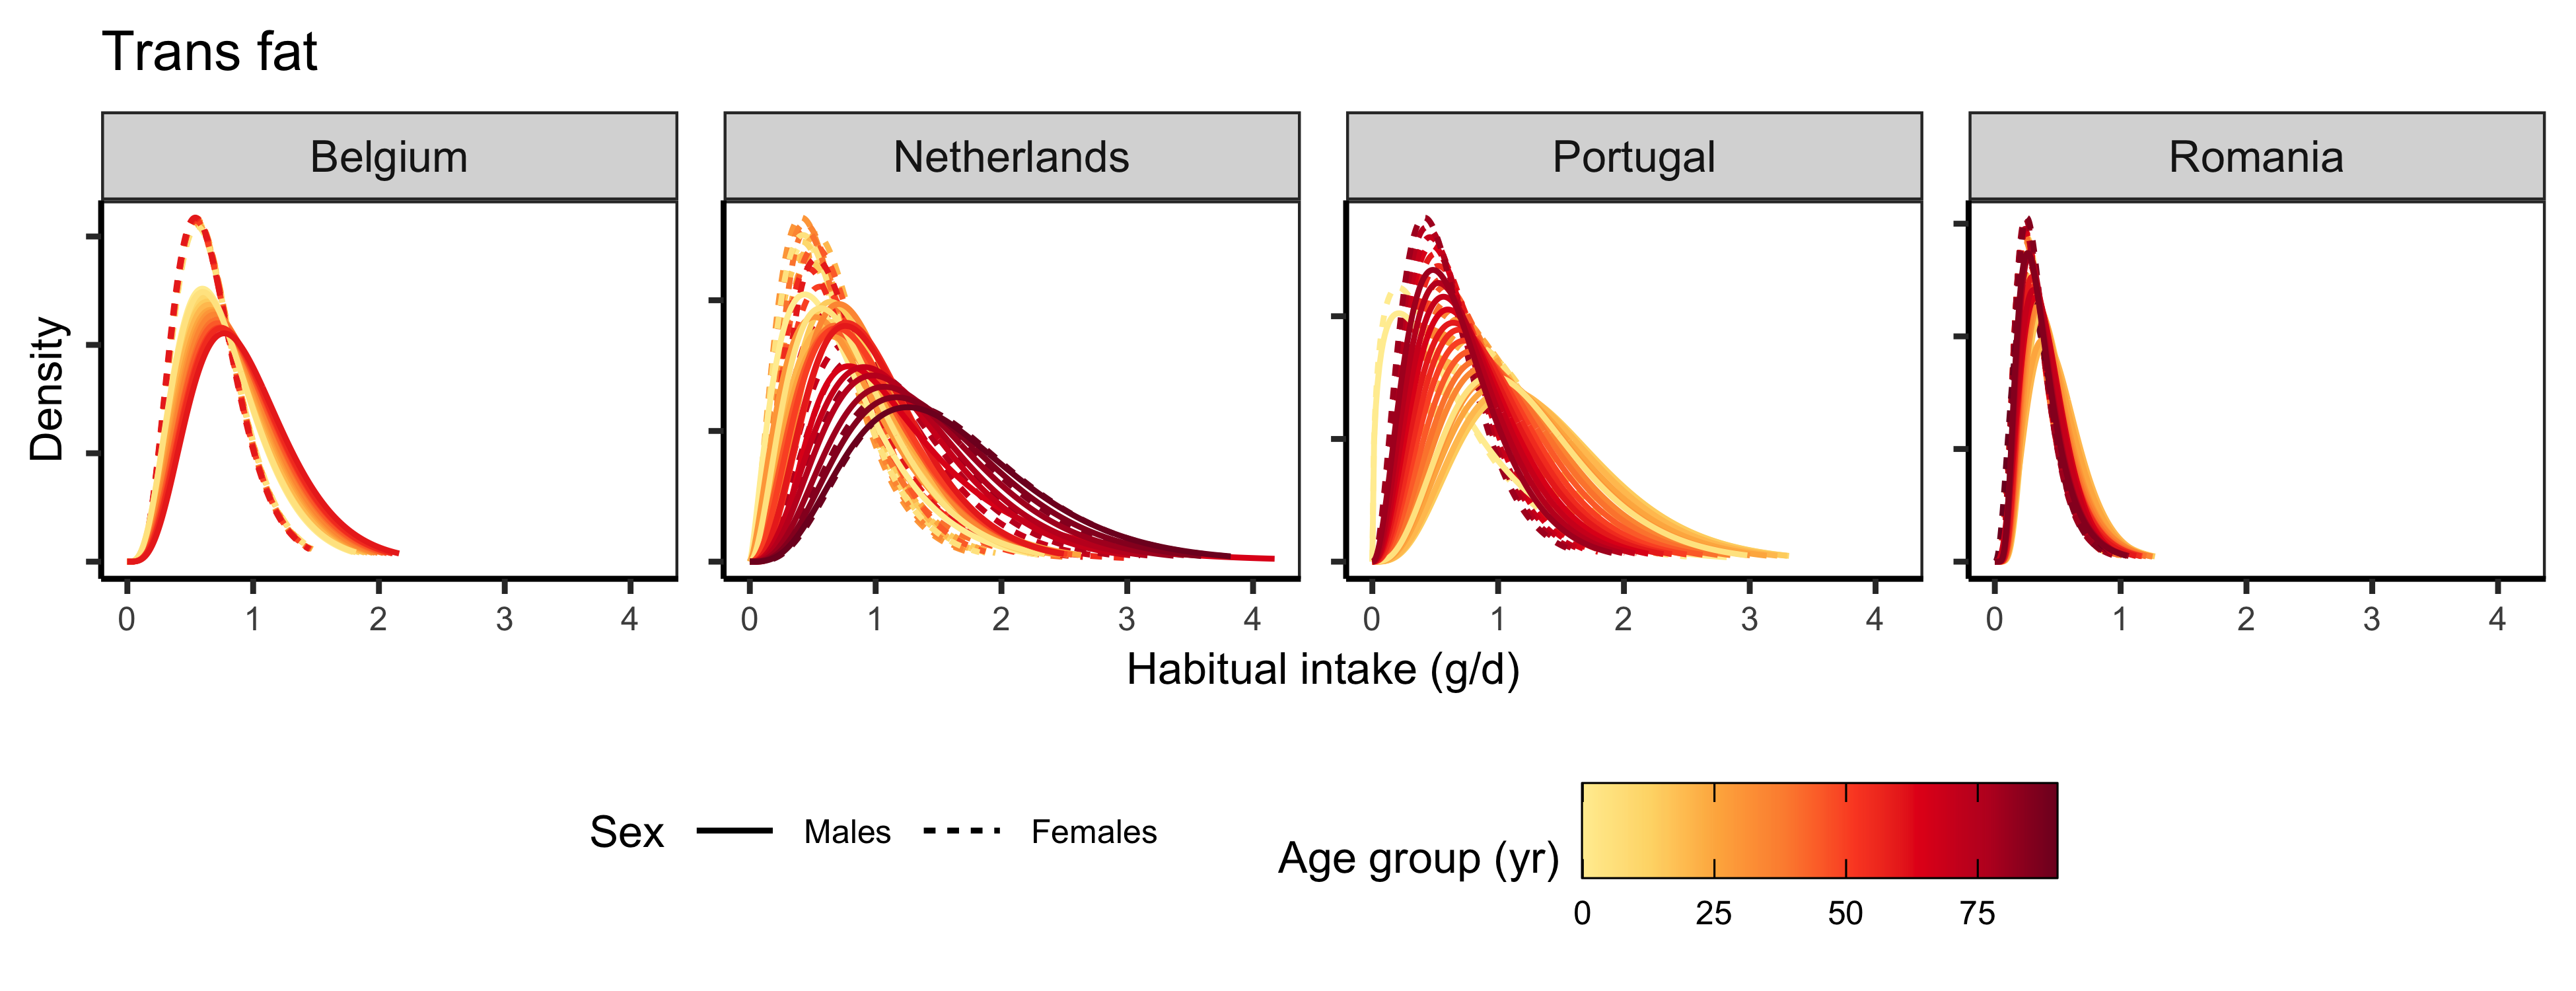 Trans fat
Belgium Netherlands Portugal Romania
Density
0 1 2 3 4 0 1 2 3 4 0 1 2 3 4 0 1 2 3 4
Habitual intake (g/d)
Sex Males Females
Age group (yr)
0 25 50 75